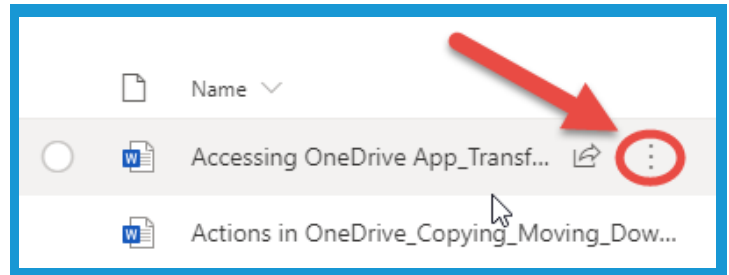 Name
W Accessing OneDrive App_Transf...
W Actions in OneDrive_Copying_Moving_Dow...